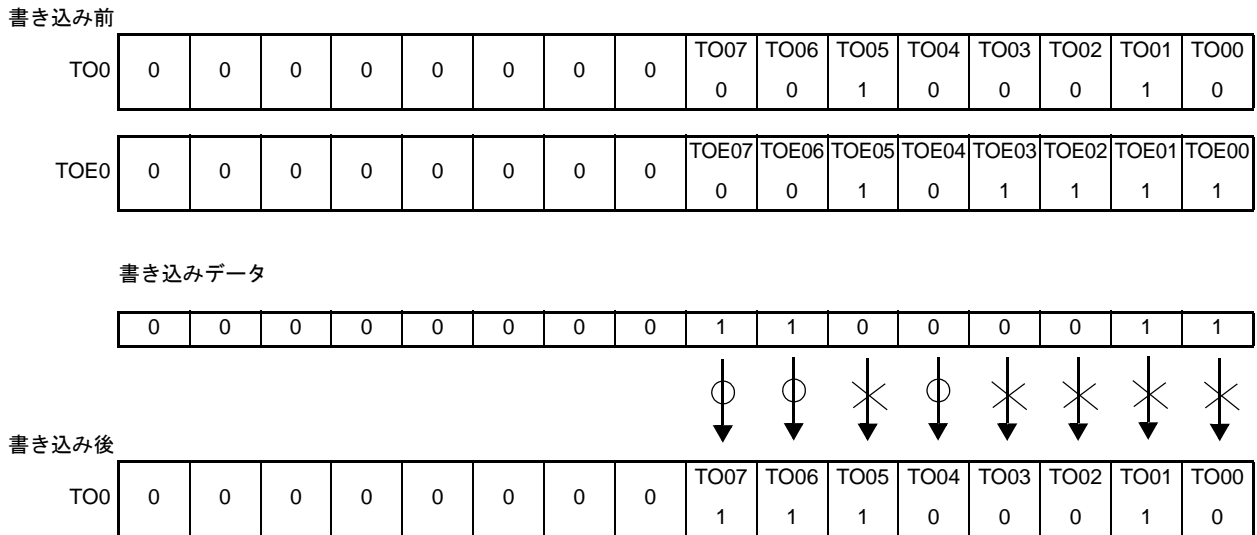 書き込み前
TO0 0 0 0 0 0 0 0 0 TO07 TO06 TO05 TO04 TO03 TO02 TO01 TO00
0 0 1 0 0 0 1 0
TOE0 0 0 0 0 0 0 0 0 TOE07 TOE06 TOE05 TOE04 TOE03 TOE02 TOE01 TOE00
0 0 1 0 1 1 1 1
書き込みデータ
0 0 0 0 0 0 0 0 1 1 0 0 0 0 1 1
書き込み後
TO0 0 0 0 0 0 0 0 0 TO07 TO06 TO05 TO04 TO03 TO02 TO01 TO00
1 1 1 0 0 0 1 0